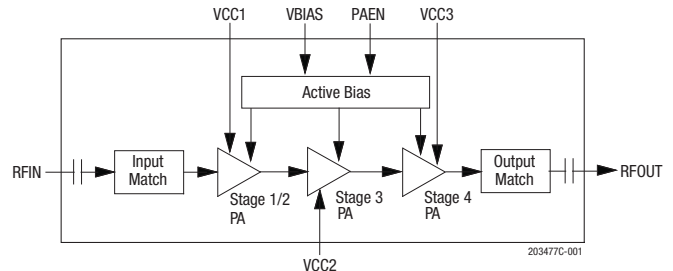 VCC1 VBIAS PAEN VCC3
Active Bias
RFIN
Input
Match
Stage 1/2
PA
Stage 3
PA
Stage 4
PA
Output
Match
RFOUT
VCC2
203477C-001